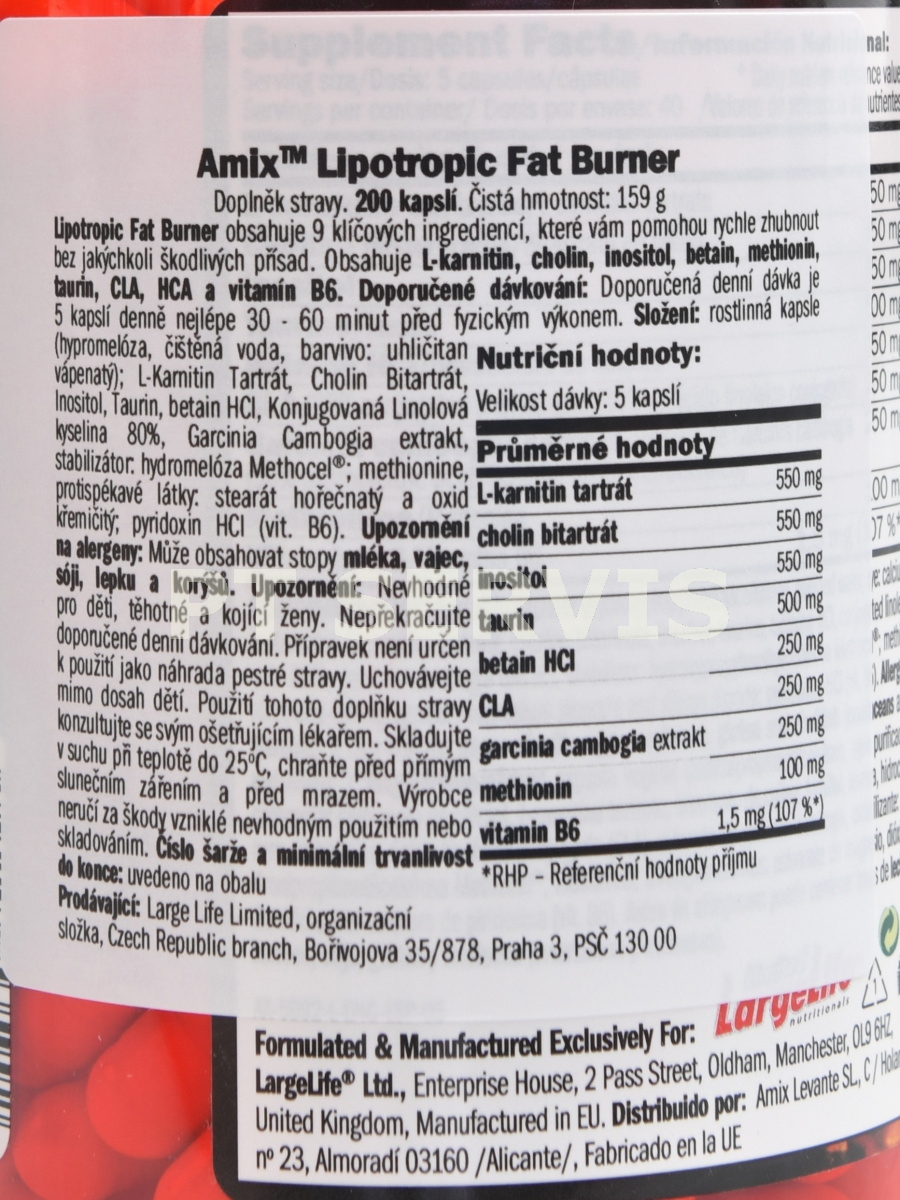 Supplement Facts
Serving size/Dosis: 5 capsules/cápsulas
Amix™ Lipotropic Fat Burner
Doplněk stravy. 200 kapslí. Čistá hmotnost: 159 g
Lipotropic Fat Burner obsahuje 9 klíčových ingrediencí, které vám pomohou rychle zhubnout
bez jakýchkoli škodlivých přísad. Obsahuje L-karnitin, cholin, inositol, betain, methionin,
taurin, CLA, HCA a vitamín B6. Doporučené dávkování: Doporučená denní dávka je
5 kapslí denně nejlépe 30 - 60 minut před fyzickým výkonem. Složení: rostlinná kapsle
(hypromelóza, čištěná voda, barvivo: uhličitan
vápenatý); L-Karnitin Tartrát, Cholin Bitartrát,
Inositol, Taurin, betain HCl, Konjugovaná Linolová
kyselina 80%, Garcinia Cambogia extrakt,
stabilizátor: hydromelóza Methocel®; methionine,
protispékavé látky: stearát hořečnatý a oxid
křemičitý; pyridoxin HCl (vit. B6). Upozornění
na alergeny: Může obsahovat stopy mléka, vajec,
sóji, lepku a korýšů. Upozornění: Nevhodné
pro děti, těhotné a kojící ženy. Nepřekračujte
doporučené denní dávkování. Přípravek není určen
k použití jako náhrada pestré stravy. Uchovávejte
mimo dosah dětí. Použití tohoto doplňku stravy
konzultujte se svým ošetřujícím lékařem. Skladujte
v suchu při teplotě do 25°C, chraňte před přímým
slunečním zářením a před mrazem. Výrobce
neručí za škody vzniklé nevhodným použitím nebo
skladováním. Číslo šarže a minimální trvanlivost
do konce: uvedeno na obalu
Prodávající: Large Life Limited, organizační
složka, Czech Republic branch, Bořivojova 35/878, Praha 3, PSČ 130 00
Nutriční hodnoty:
Velikost dávky: 5 kapslí
Průměrné hodnoty
L-karnitin tartrát 550 mg
cholin bitartrát 550 mg
inositol 550 mg
taurin 500 mg
betain HCl 250 mg
CLA 250 mg
garcinia cambogia extrakt 250 mg
methionin 100 mg
vitamin B6 1,5 mg (107 %*)
*RHP - Referenční hodnoty příjmu
PT SERVIS
LargeLife
nutritionals
Formulated & Manufactured Exclusively For:
LargeLife® Ltd., Enterprise House, 2 Pass Street, Oldham, Manchester, OL9 6HZ,
United Kingdom, Manufactured in EU. Distribuido por: Amix Levante SL, C/
nº 23, Almoradí 03160 /Alicante/, Fabricado en la UE